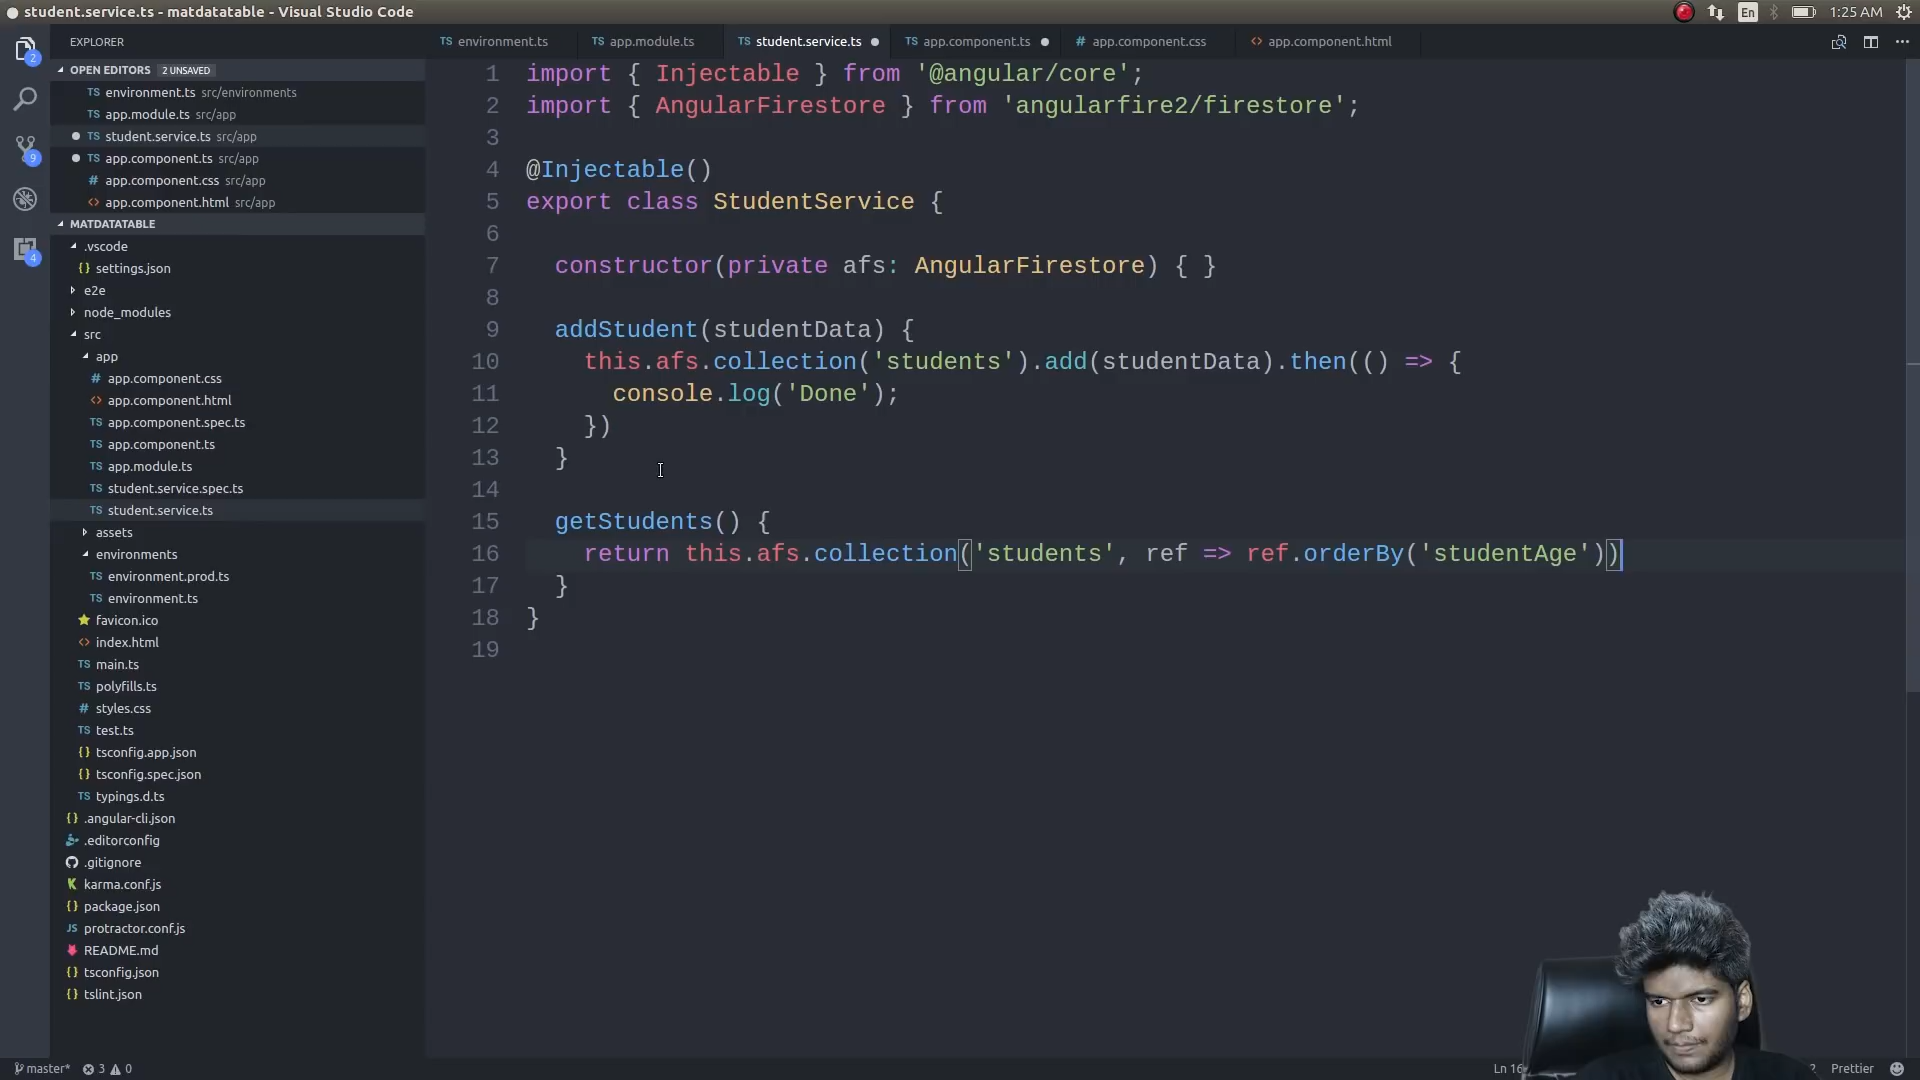 student.service.ts - matdatatable - Visual Studio Code
En
1:25 AM
EXPLORER
environment.ts
app.module.ts
student.service.ts
app.component.ts
app.component.css
app.component.html
OPEN EDITORS 2 UNSAVED
environment.ts src/environments
app.module.ts src/app
student.service.ts src/app
app.component.ts src/app
app.component.css src/app
app.component.html src/app
MATDATATABLE
.vscode
settings.json
e2e
node_modules
src
app
app.component.css
app.component.html
app.component.spec.ts
app.component.ts
app.module.ts
student.service.spec.ts
student.service.ts
assets
environments
environment.prod.ts
environment.ts
favicon.ico
index.html
main.ts
polyfills.ts
styles.css
test.ts
tsconfig.app.json
tsconfig.spec.json
typings.d.ts
.angular-cli.json
.editorconfig
.gitignore
karma.conf.js
package.json
protractor.conf.js
README.md
tsconfig.json
tslint.json
2
9
4
1 import { Injectable } from '@angular/core';
2 import { AngularFirestore } from 'angularfire2/firestore';
3
4 @Injectable()
5 export class StudentService {
6
7 constructor(private afs: AngularFirestore) { }
8
9 addStudent(studentData) {
10 this.afs.collection('students').add(studentData).then(() => {
11 console.log('Done');
12 })
13 }
14
15 getStudents() {
16 return this.afs.collection('students', ref => ref.orderBy('studentAge'))
17 }
18 }
19
master* 3 0
Ln 16
Prettier